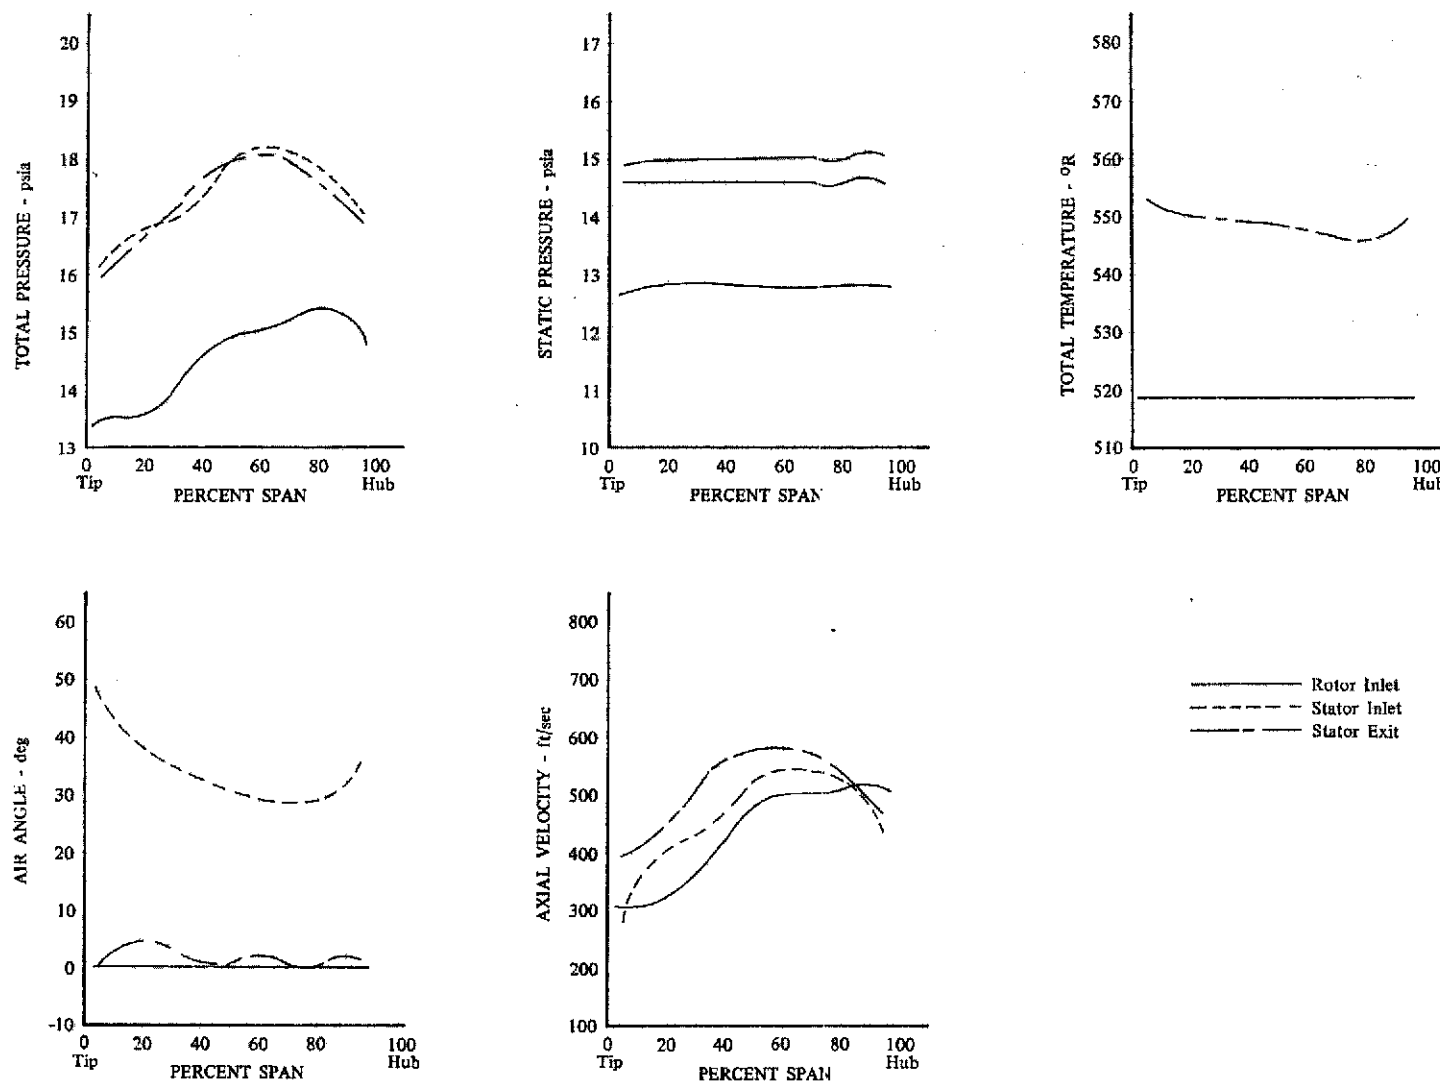 TOTAL PRESSURE - psia
20
19
18
17
16
15
14
13
0 20 40 60 80 100
Tip Hub
PERCENT SPAN
STATIC PRESSURE - psia
17
16
15
14
13
12
11
10
0 20 40 60 80 100
Tip Hub
PERCENT SPAN
TOTAL TEMPERATURE - °R
580
570
560
550
540
530
520
510
0 20 40 60 80 100
Tip Hub
PERCENT SPAN
AIR ANGLE - deg
60
50
40
30
20
10
0
-10
0 20 40 60 80 100
Tip Hub
PERCENT SPAN
AXIAL VELOCITY - ft/sec
800
700
600
500
400
300
200
100
0 20 40 60 80 100
Tip Hub
PERCENT SPAN
Rotor Inlet
Stator Inlet
Stator Exit